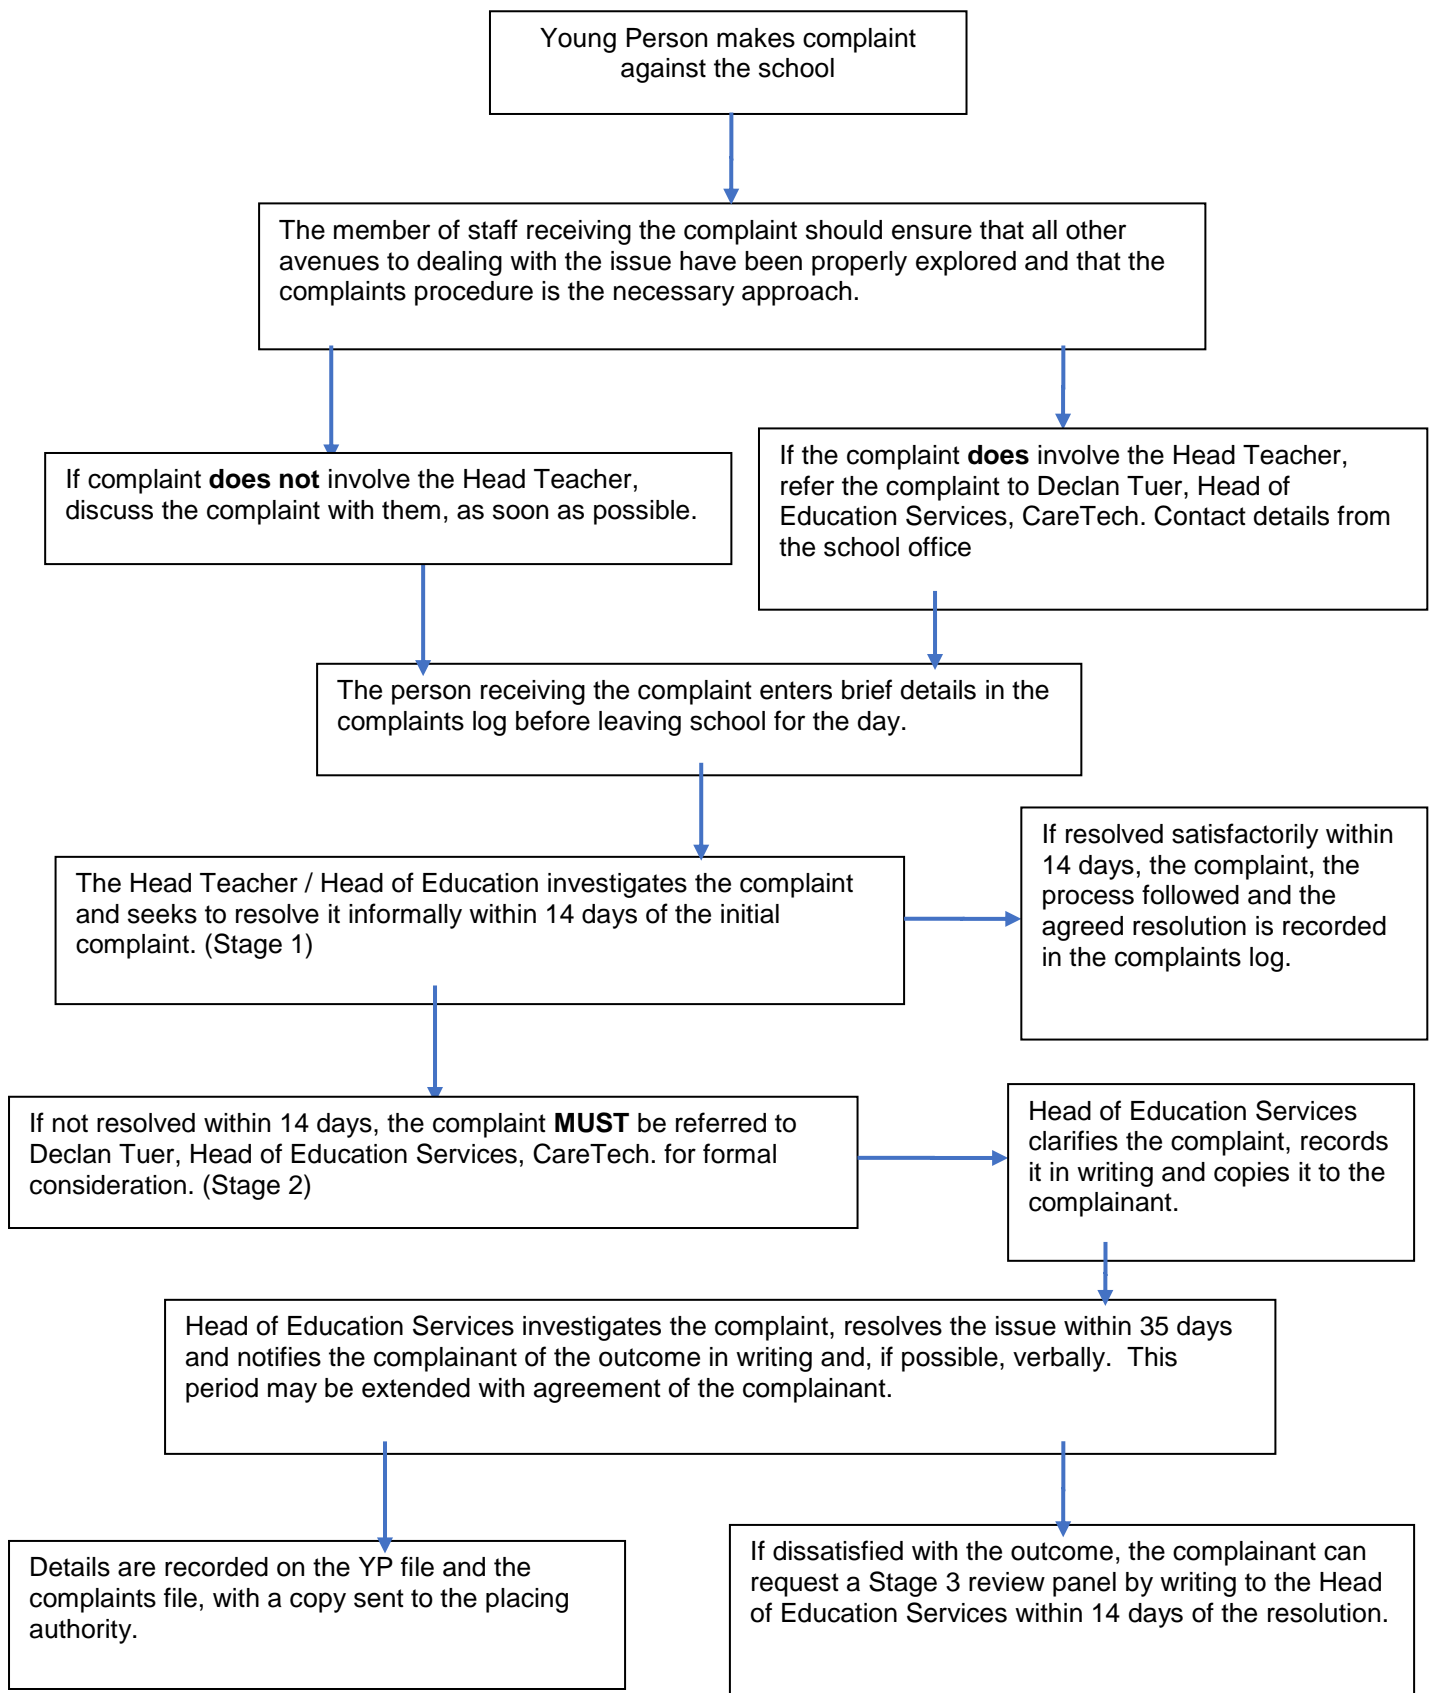 Young Person makes complaint
against the school
The member of staff receiving the complaint should ensure that all other
avenues to dealing with the issue have been properly explored and that the
complaints procedure is the necessary approach.
If complaint does not involve the Head Teacher,
discuss the complaint with them, as soon as possible.
If the complaint does involve the Head Teacher,
refer the complaint to Declan Tuer, Head of
Education Services, CareTech. Contact details from
the school office
The person receiving the complaint enters brief details in the
complaints log before leaving school for the day.
The Head Teacher / Head of Education investigates the complaint
and seeks to resolve it informally within 14 days of the initial
complaint. (Stage 1)
If resolved satisfactorily within
14 days, the complaint, the
process followed and the
agreed resolution is recorded
in the complaints log.
If not resolved within 14 days, the complaint MUST be referred to
Declan Tuer, Head of Education Services, CareTech. for formal
consideration. (Stage 2)
Head of Education Services
clarifies the complaint, records
it in writing and copies it to the
complainant.
Head of Education Services investigates the complaint, resolves the issue within 35 days
and notifies the complainant of the outcome in writing and, if possible, verbally.  This
period may be extended with agreement of the complainant.
Details are recorded on the YP file and the
complaints file, with a copy sent to the placing
authority.
If dissatisfied with the outcome, the complainant can
request a Stage 3 review panel by writing to the Head
of Education Services within 14 days of the resolution.